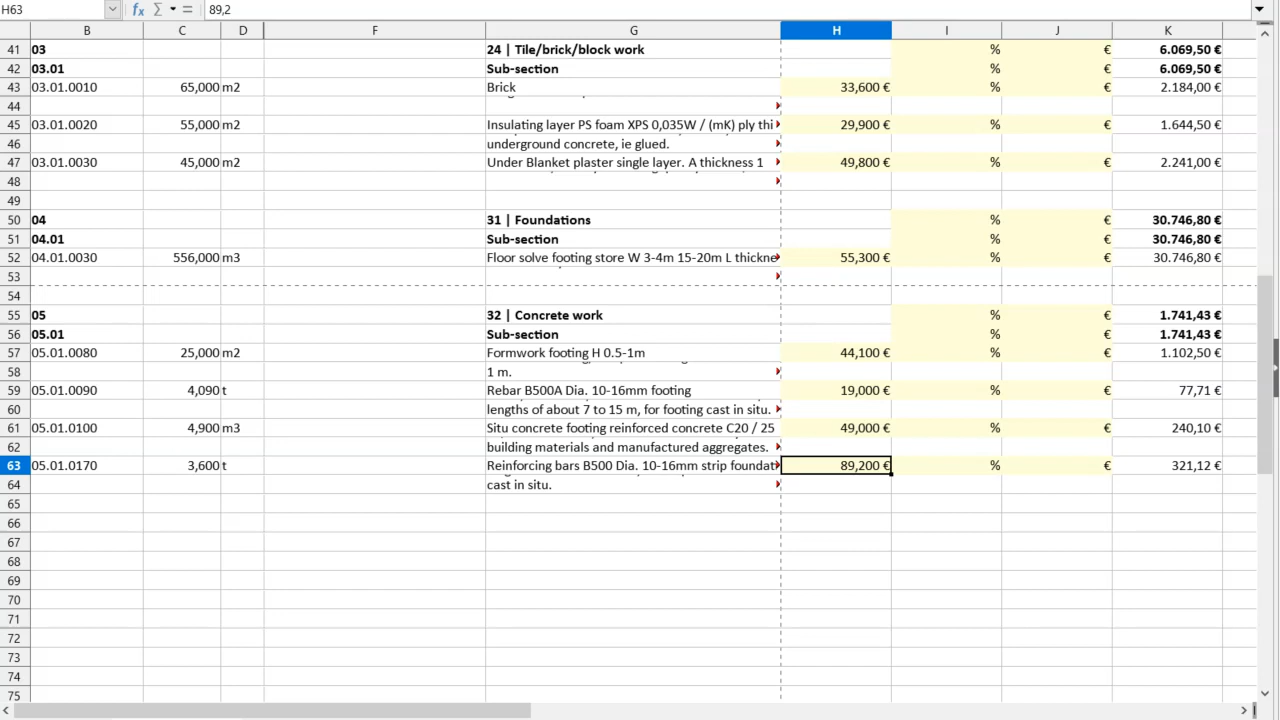 H63 89,2
B C D F G H I J K
41 03 24 | Tile/brick/block work % € 6.069,50 €
42 03.01 Sub-section % € 6.069,50 €
43 03.01.0010 65,000 m2 Brick 33,600 € % € 2.184,00 €
44
45 03.01.0020 55,000 m2 Insulating layer PS foam XPS 0,035W / (mK) ply thi 29,900 € % € 1.644,50 €
46 underground concrete, ie glued.
47 03.01.0030 45,000 m2 Under Blanket plaster single layer. A thickness 1 49,800 € % € 2.241,00 €
48
49
50 04 31 | Foundations % € 30.746,80 €
51 04.01 Sub-section % € 30.746,80 €
52 04.01.0030 556,000 m3 Floor solve footing store W 3-4m 15-20m L thickne 55,300 € % € 30.746,80 €
53
54
55 05 32 | Concrete work % € 1.741,43 €
56 05.01 Sub-section % € 1.741,43 €
57 05.01.0080 25,000 m2 Formwork footing H 0.5-1m 44,100 € % € 1.102,50 €
58 1 m.
59 05.01.0090 4,090 t Rebar B500A Dia. 10-16mm footing 19,000 € % € 77,71 €
60 lengths of about 7 to 15 m, for footing cast in situ.
61 05.01.0100 4,900 m3 Situ concrete footing reinforced concrete C20 / 25 49,000 € % € 240,10 €
62 building materials and manufactured aggregates.
63 05.01.0170 3,600 t Reinforcing bars B500 Dia. 10-16mm strip foundat 89,200 € % € 321,12 €
64 cast in situ.
65
66
67
68
69
70
71
72
73
74
75